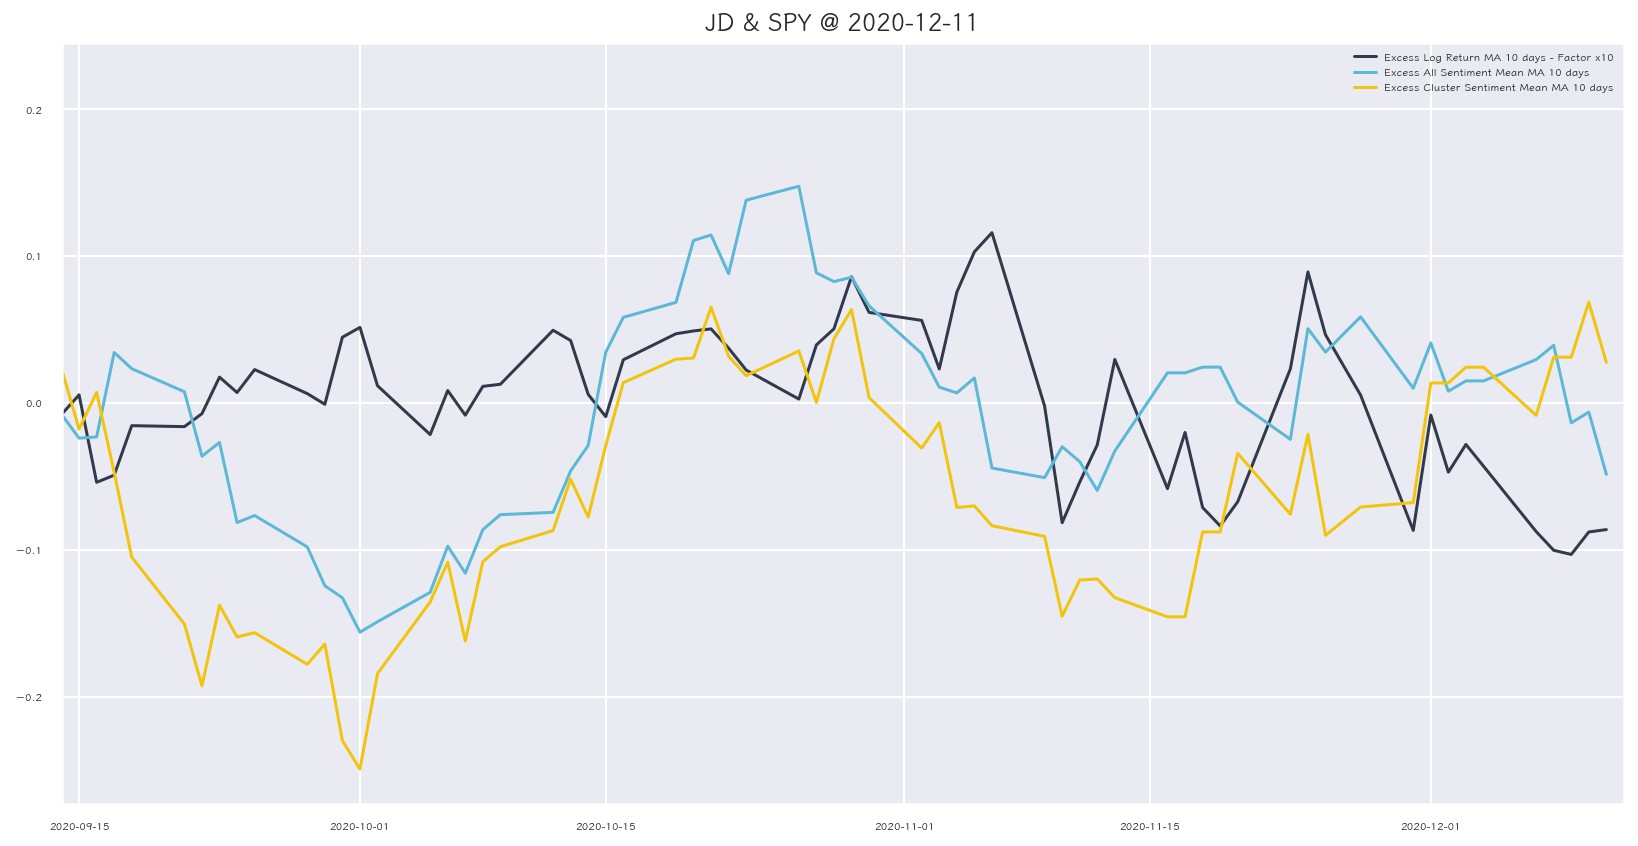 JD & SPY @ 2020-12-11
Excess Log Return MA 10 days - Factor x10
Excess All Sentiment Mean MA 10 days
Excess Cluster Sentiment Mean MA 10 days
0.2
0.1
0.0
−0.1
−0.2
2020-09-15
2020-10-01
2020-10-15
2020-11-01
2020-11-15
2020-12-01